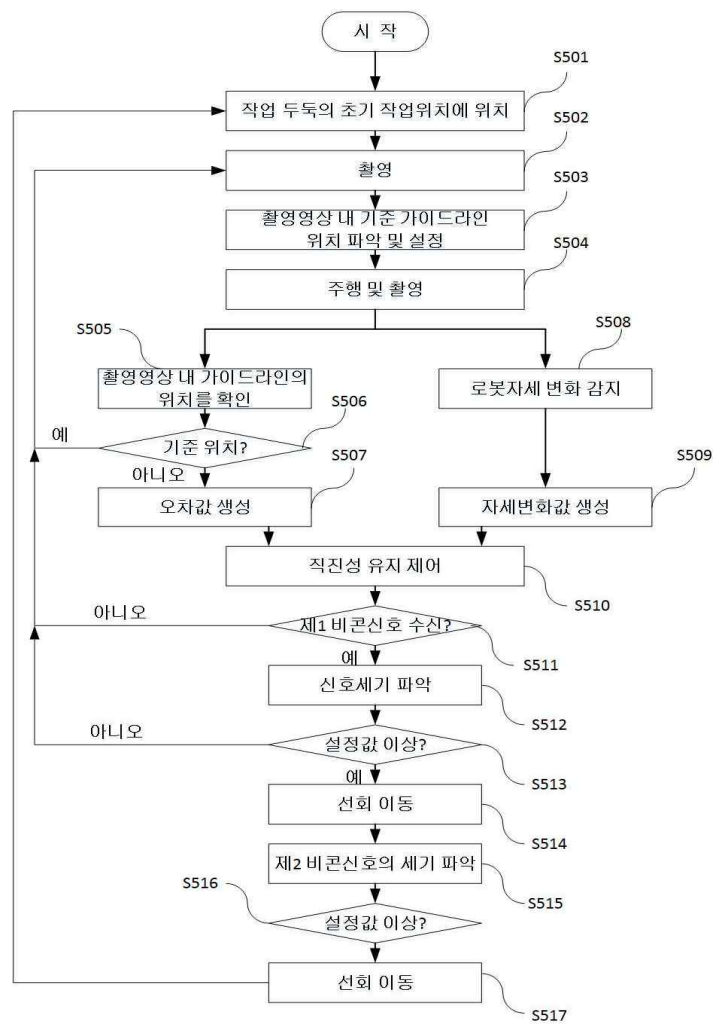 시 작
S501
작업 두둑의 초기 작업위치에 위치
S502
촬영
S503
촬영영상 내 기준 가이드라인
위치 파악 및 설정
S504
주행 및 촬영
S505
S508
촬영영상 내 가이드라인의
위치를 확인
로봇자세 변화 감지
S506
예
기준 위치?
아니오
S507
S509
오차값 생성
자세변화값 생성
직진성 유지 제어
S510
아니오
제1 비콘신호 수신?
예
S511
신호세기 파악
S512
아니오
설정값 이상?
예
S513
선회 이동
S514
제2 비콘신호의 세기 파악
S515
S516
설정값 이상?
선회 이동
S517